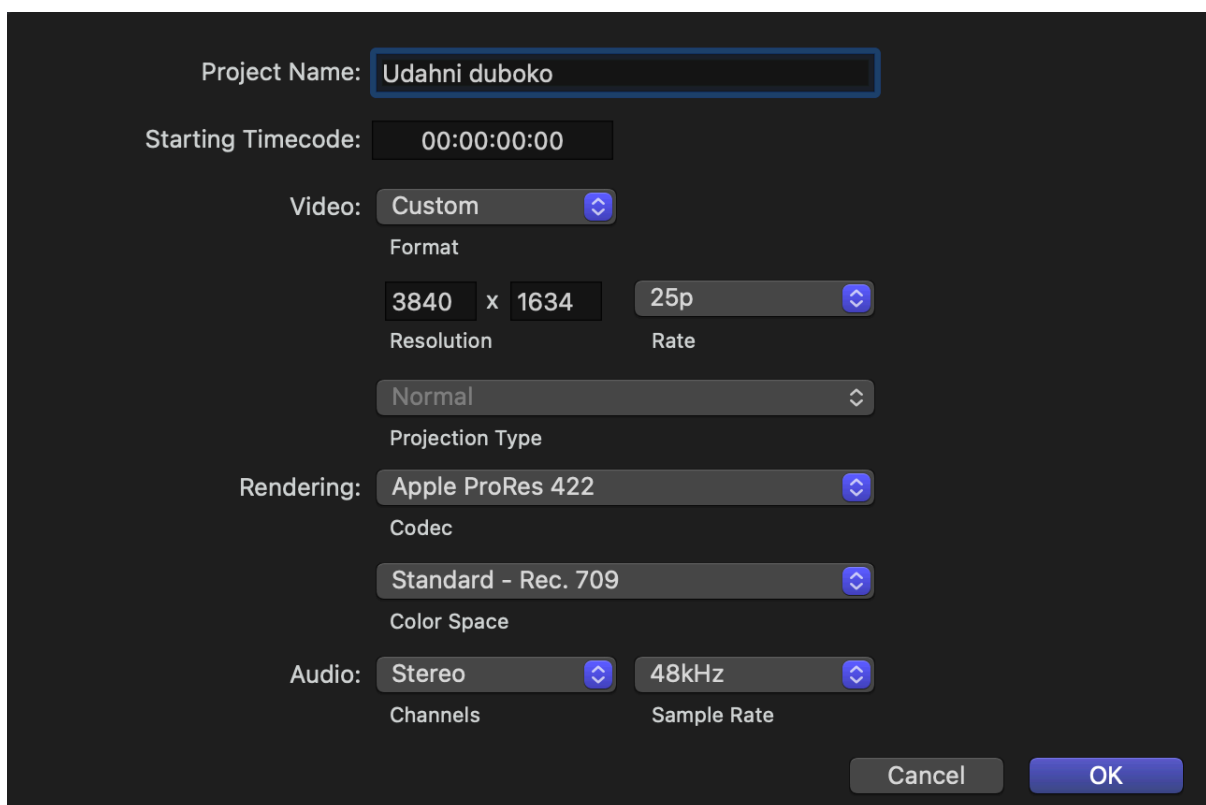 Project Name: Udahni duboko
Starting Timecode: 00:00:00:00
Video: Custom
Format
3840 x 1634 25p
Resolution Rate
Normal
Projection Type
Rendering: Apple ProRes 422
Codec
Standard - Rec. 709
Color Space
Audio: Stereo 48kHz
Channels Sample Rate
Cancel OK